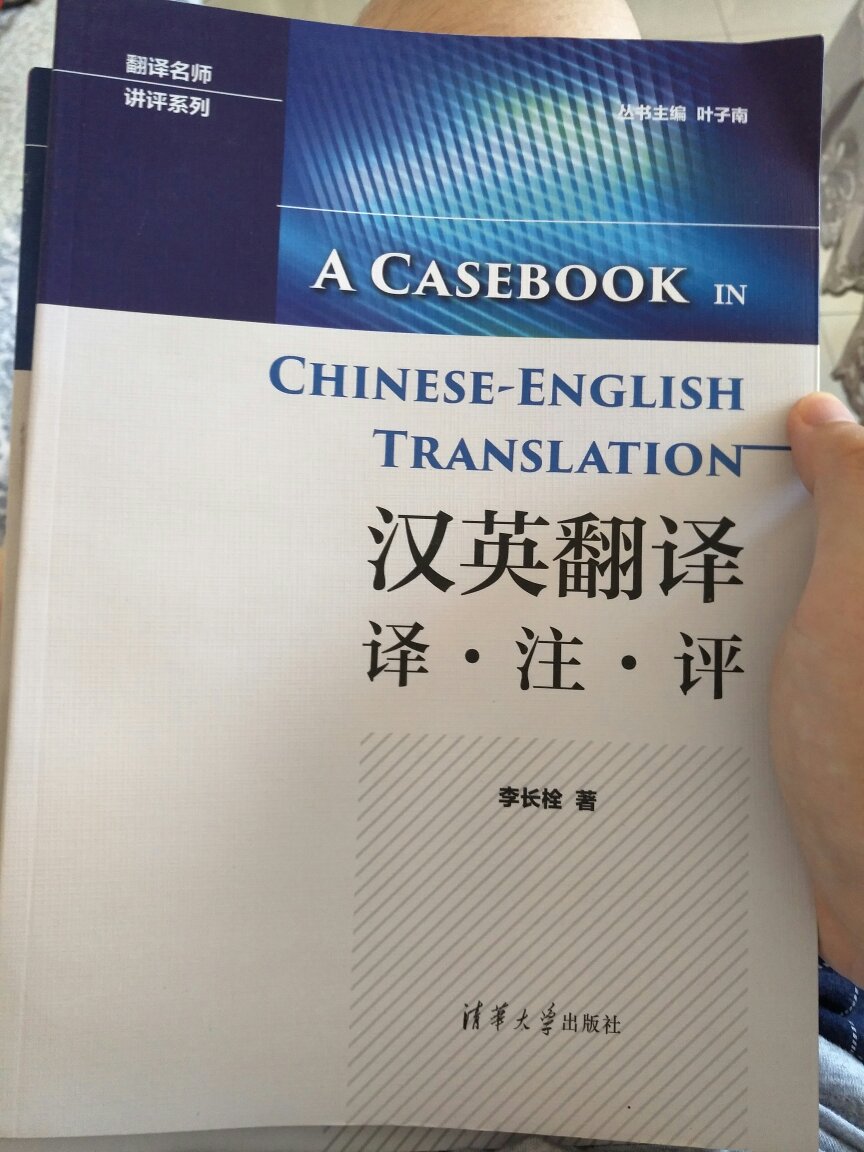 翻译名师
讲评系列
丛书主编 叶子南
A CASEBOOK IN
CHINESE-ENGLISH
TRANSLATION
汉英翻译
译·注·评
李长栓 著
清华大学出版社